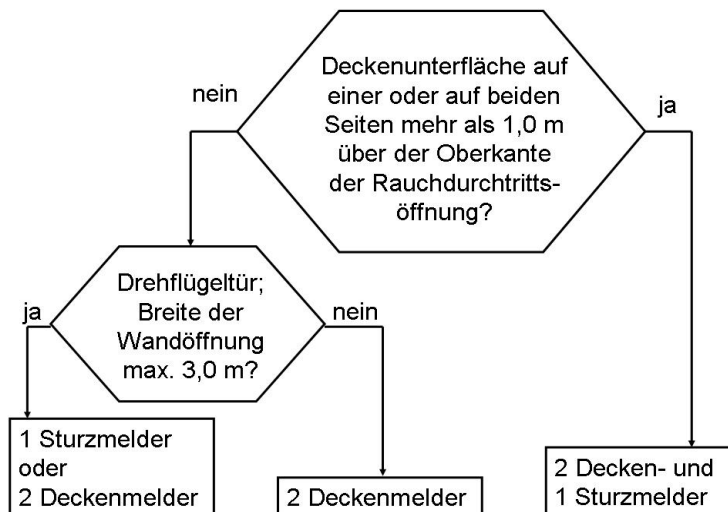 Deckenunterfläche auf
einer oder auf beiden
Seiten mehr als 1,0 m
über der Oberkante
der Rauchdurchtritts-
öffnung?
nein
ja
Drehflügeltür;
Breite der
Wandöffnung
max. 3,0 m?
ja
nein
1 Sturzmelder
oder
2 Deckenmelder
2 Deckenmelder
2 Decken- und
1 Sturzmelder